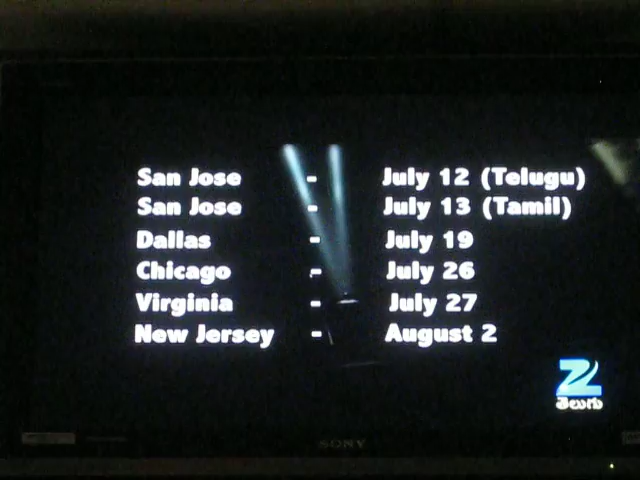 San Jose - July 12 (Telugu)
San Jose - July 13 (Tamil)
Dallas - July 19
Chicago - July 26
Virginia - July 27
New Jersey - August 2
Z
తెలుగు
SONY